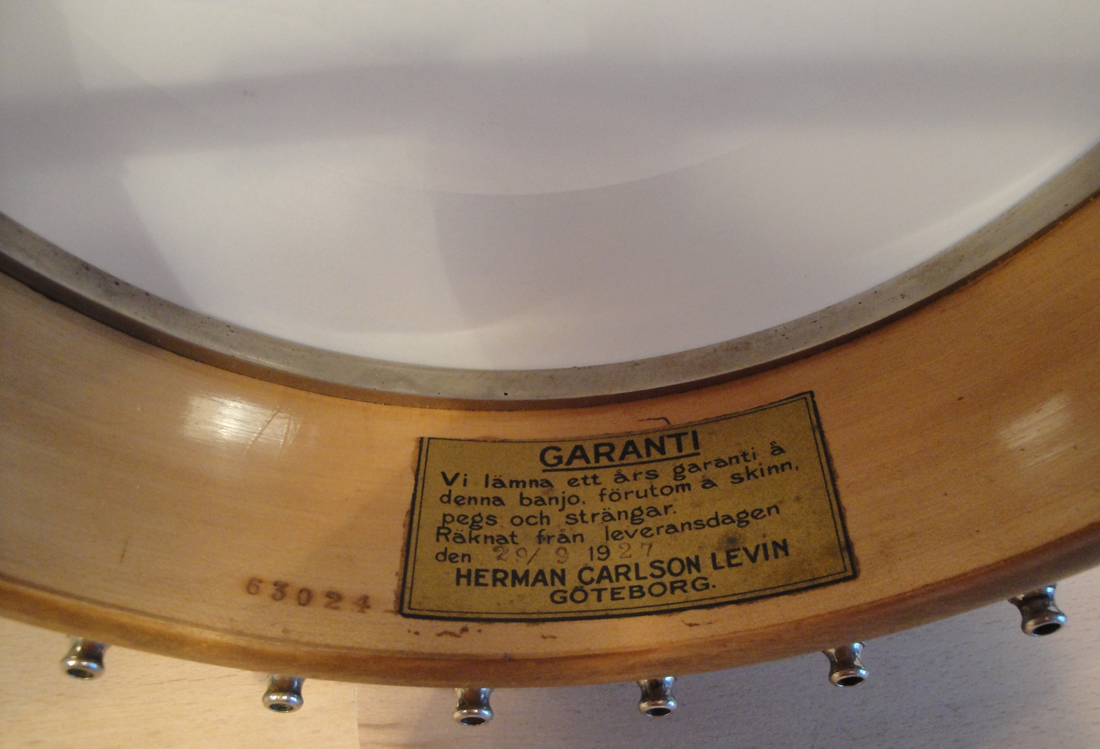 GARANTI
Vi lämna ett års garanti å
denna banjo. förutom å skinn,
pegs och strängar.
Räknat från leveransdagen
den 29/9 1927
HERMAN CARLSON LEVIN
GÖTEBORG.
63024